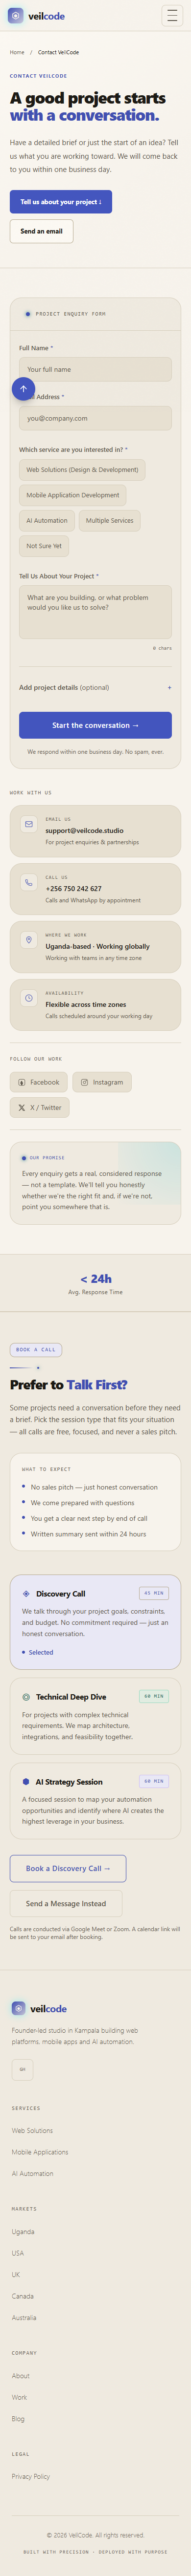 veilcode
Home / Contact VeilCode
CONTACT VEILCODE
A good project starts
with a conversation.
Have a detailed brief or just the start of an idea? Tell
us what you are working toward. We will come back
to you within one business day.
Tell us about your project ↓
Send an email
PROJECT ENQUIRY FORM
Full Name *
Your full name
Address *
you@company.com
Which service are you interested in? *
Web Solutions (Design & Development)
Mobile Application Development
AI Automation
Multiple Services
Not Sure Yet
Tell Us About Your Project *
What are you building, or what problem
would you like us to solve?
0 chars
Add project details (optional) +
Start the conversation →
We respond within one business day. No spam, ever.
WORK WITH US
EMAIL US
support@veilcode.studio
For project enquiries & partnerships
CALL US
+256 750 242 627
Calls and WhatsApp by appointment
WHERE WE WORK
Uganda-based · Working globally
Working with teams in any time zone
AVAILABILITY
Flexible across time zones
Calls scheduled around your working day
FOLLOW OUR WORK
Facebook
Instagram
X / Twitter
OUR PROMISE
Every enquiry gets a real, considered response
— not a template. We'll tell you honestly
whether we're the right fit and, if we're not,
point you somewhere that is.
< 24h
Avg. Response Time
BOOK A CALL
Prefer to Talk First?
Some projects need a conversation before they need
a brief. Pick the session type that fits your situation
— all calls are free, focused, and never a sales pitch.
WHAT TO EXPECT
No sales pitch — just honest conversation
We come prepared with questions
You get a clear next step by end of call
Written summary sent within 24 hours
Discovery Call
45 MIN
We talk through your project goals, constraints,
and budget. No commitment required — just an
honest conversation.
Selected
Technical Deep Dive
60 MIN
For projects with complex technical
requirements. We map architecture,
integrations, and feasibility together.
AI Strategy Session
60 MIN
A focused session to map your automation
opportunities and identify where AI creates the
highest leverage in your business.
Book a Discovery Call →
Send a Message Instead
Calls are conducted via Google Meet or Zoom. A calendar link will
be sent to your email after booking.
veilcode
Founder-led studio in Kampala building web
platforms, mobile apps and AI automation.
GH
SERVICES
Web Solutions
Mobile Applications
AI Automation
MARKETS
Uganda
USA
UK
Canada
Australia
COMPANY
About
Work
Blog
LEGAL
Privacy Policy
© 2026 VeilCode. All rights reserved.
BUILT WITH PRECISION · DEPLOYED WITH PURPOSE